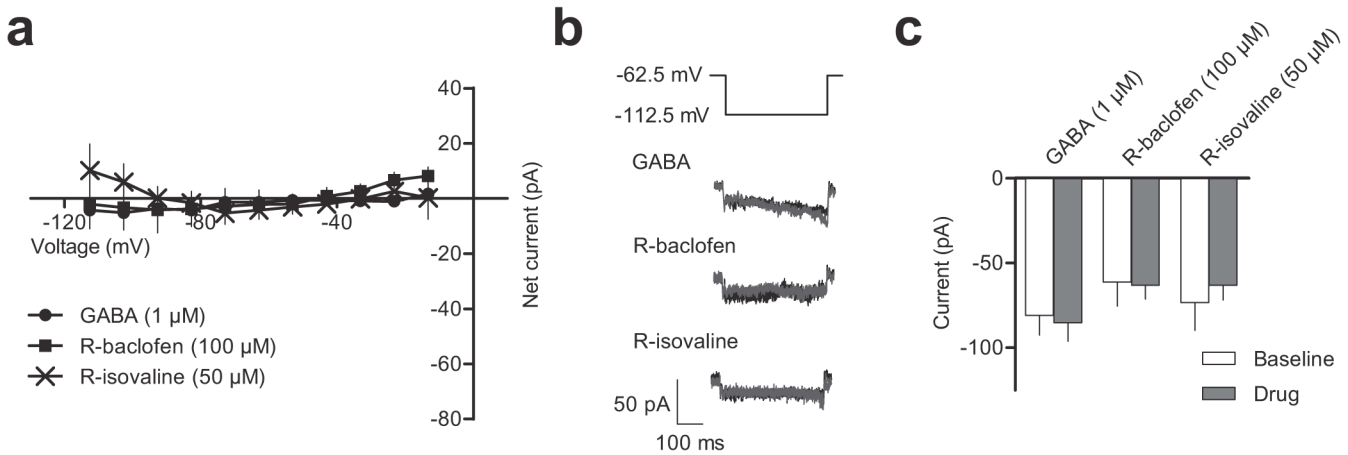 a
40
20
-120
-80
-40
Voltage (mV)
-20
-40
-60
-80
Net current (pA)
GABA (1 µM)
R-baclofen (100 µM)
R-isovaline (50 µM)
b
-62.5 mV
-112.5 mV
GABA
R-baclofen
R-isovaline
50 pA
100 ms
c
GABA (1 µM)
R-baclofen (100 µM)
R-isovaline (50 µM)
0
-50
-100
Current (pA)
Baseline
Drug